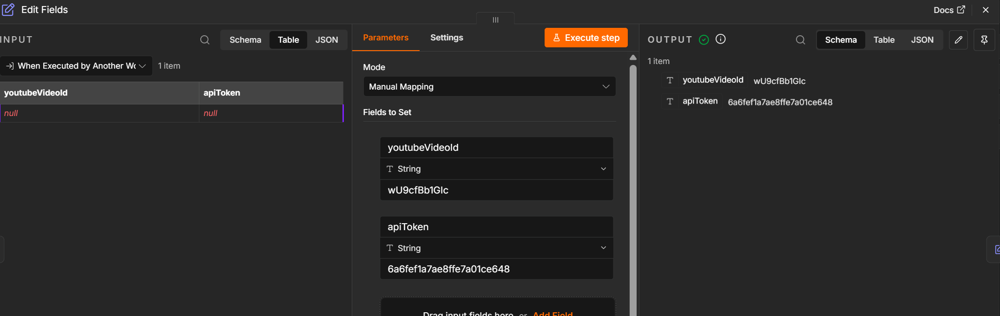 Edit Fields
Docs
INPUT
Schema
Table
JSON
When Executed by Another Wo
1 item
youtubeVideoId
apiToken
null
null
Parameters
Settings
Execute step
Mode
Manual Mapping
Fields to Set
youtubeVideoId
String
wU9cfBb1GIc
apiToken
String
6a6fef1a7ae8ffe7a01ce648
Drag input fields here or Add Field
OUTPUT
Schema
Table
JSON
1 item
youtubeVideoId wU9cfBb1GIc
apiToken 6a6fef1a7ae8ffe7a01ce648